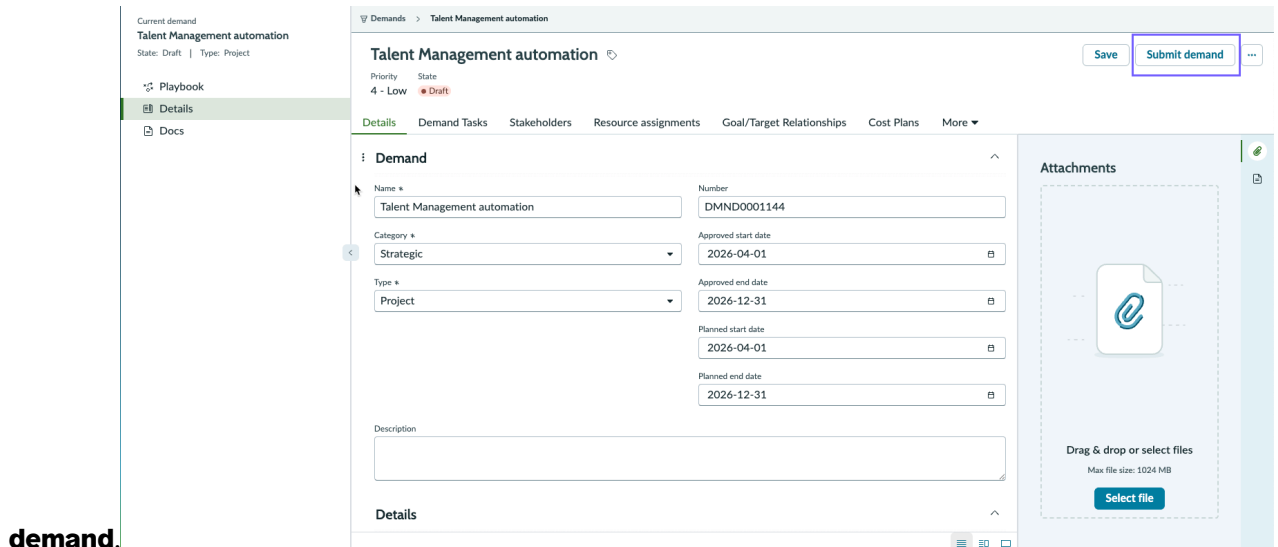 Current demand
Talent Management automation
State: Draft | Type: Project
Playbook
Details
Docs
Demands > Talent Management automation
Talent Management automation
Save
Submit demand
...
Priority
State
4 - Low
Draft
Details
Demand Tasks
Stakeholders
Resource assignments
Goal/Target Relationships
Cost Plans
More
Demand
Name *
Talent Management automation
Number
DMND0001144
Category *
Strategic
Approved start date
2026-04-01
Type *
Project
Approved end date
2026-12-31
Planned start date
2026-04-01
Planned end date
2026-12-31
Description
Details
Attachments
Drag & drop or select files
Max file size: 1024 MB
Select file
demand.